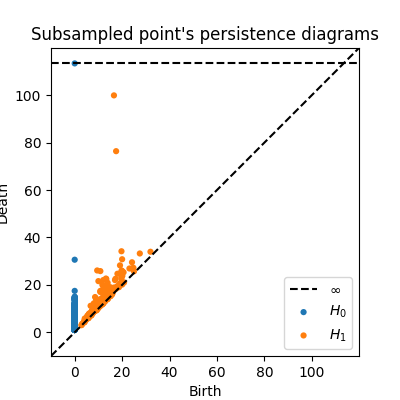 Subsampled point's persistence diagrams
100
80
60
40
20
0
Death
0 20 40 60 80 100
Birth
∞
H₀
H₁